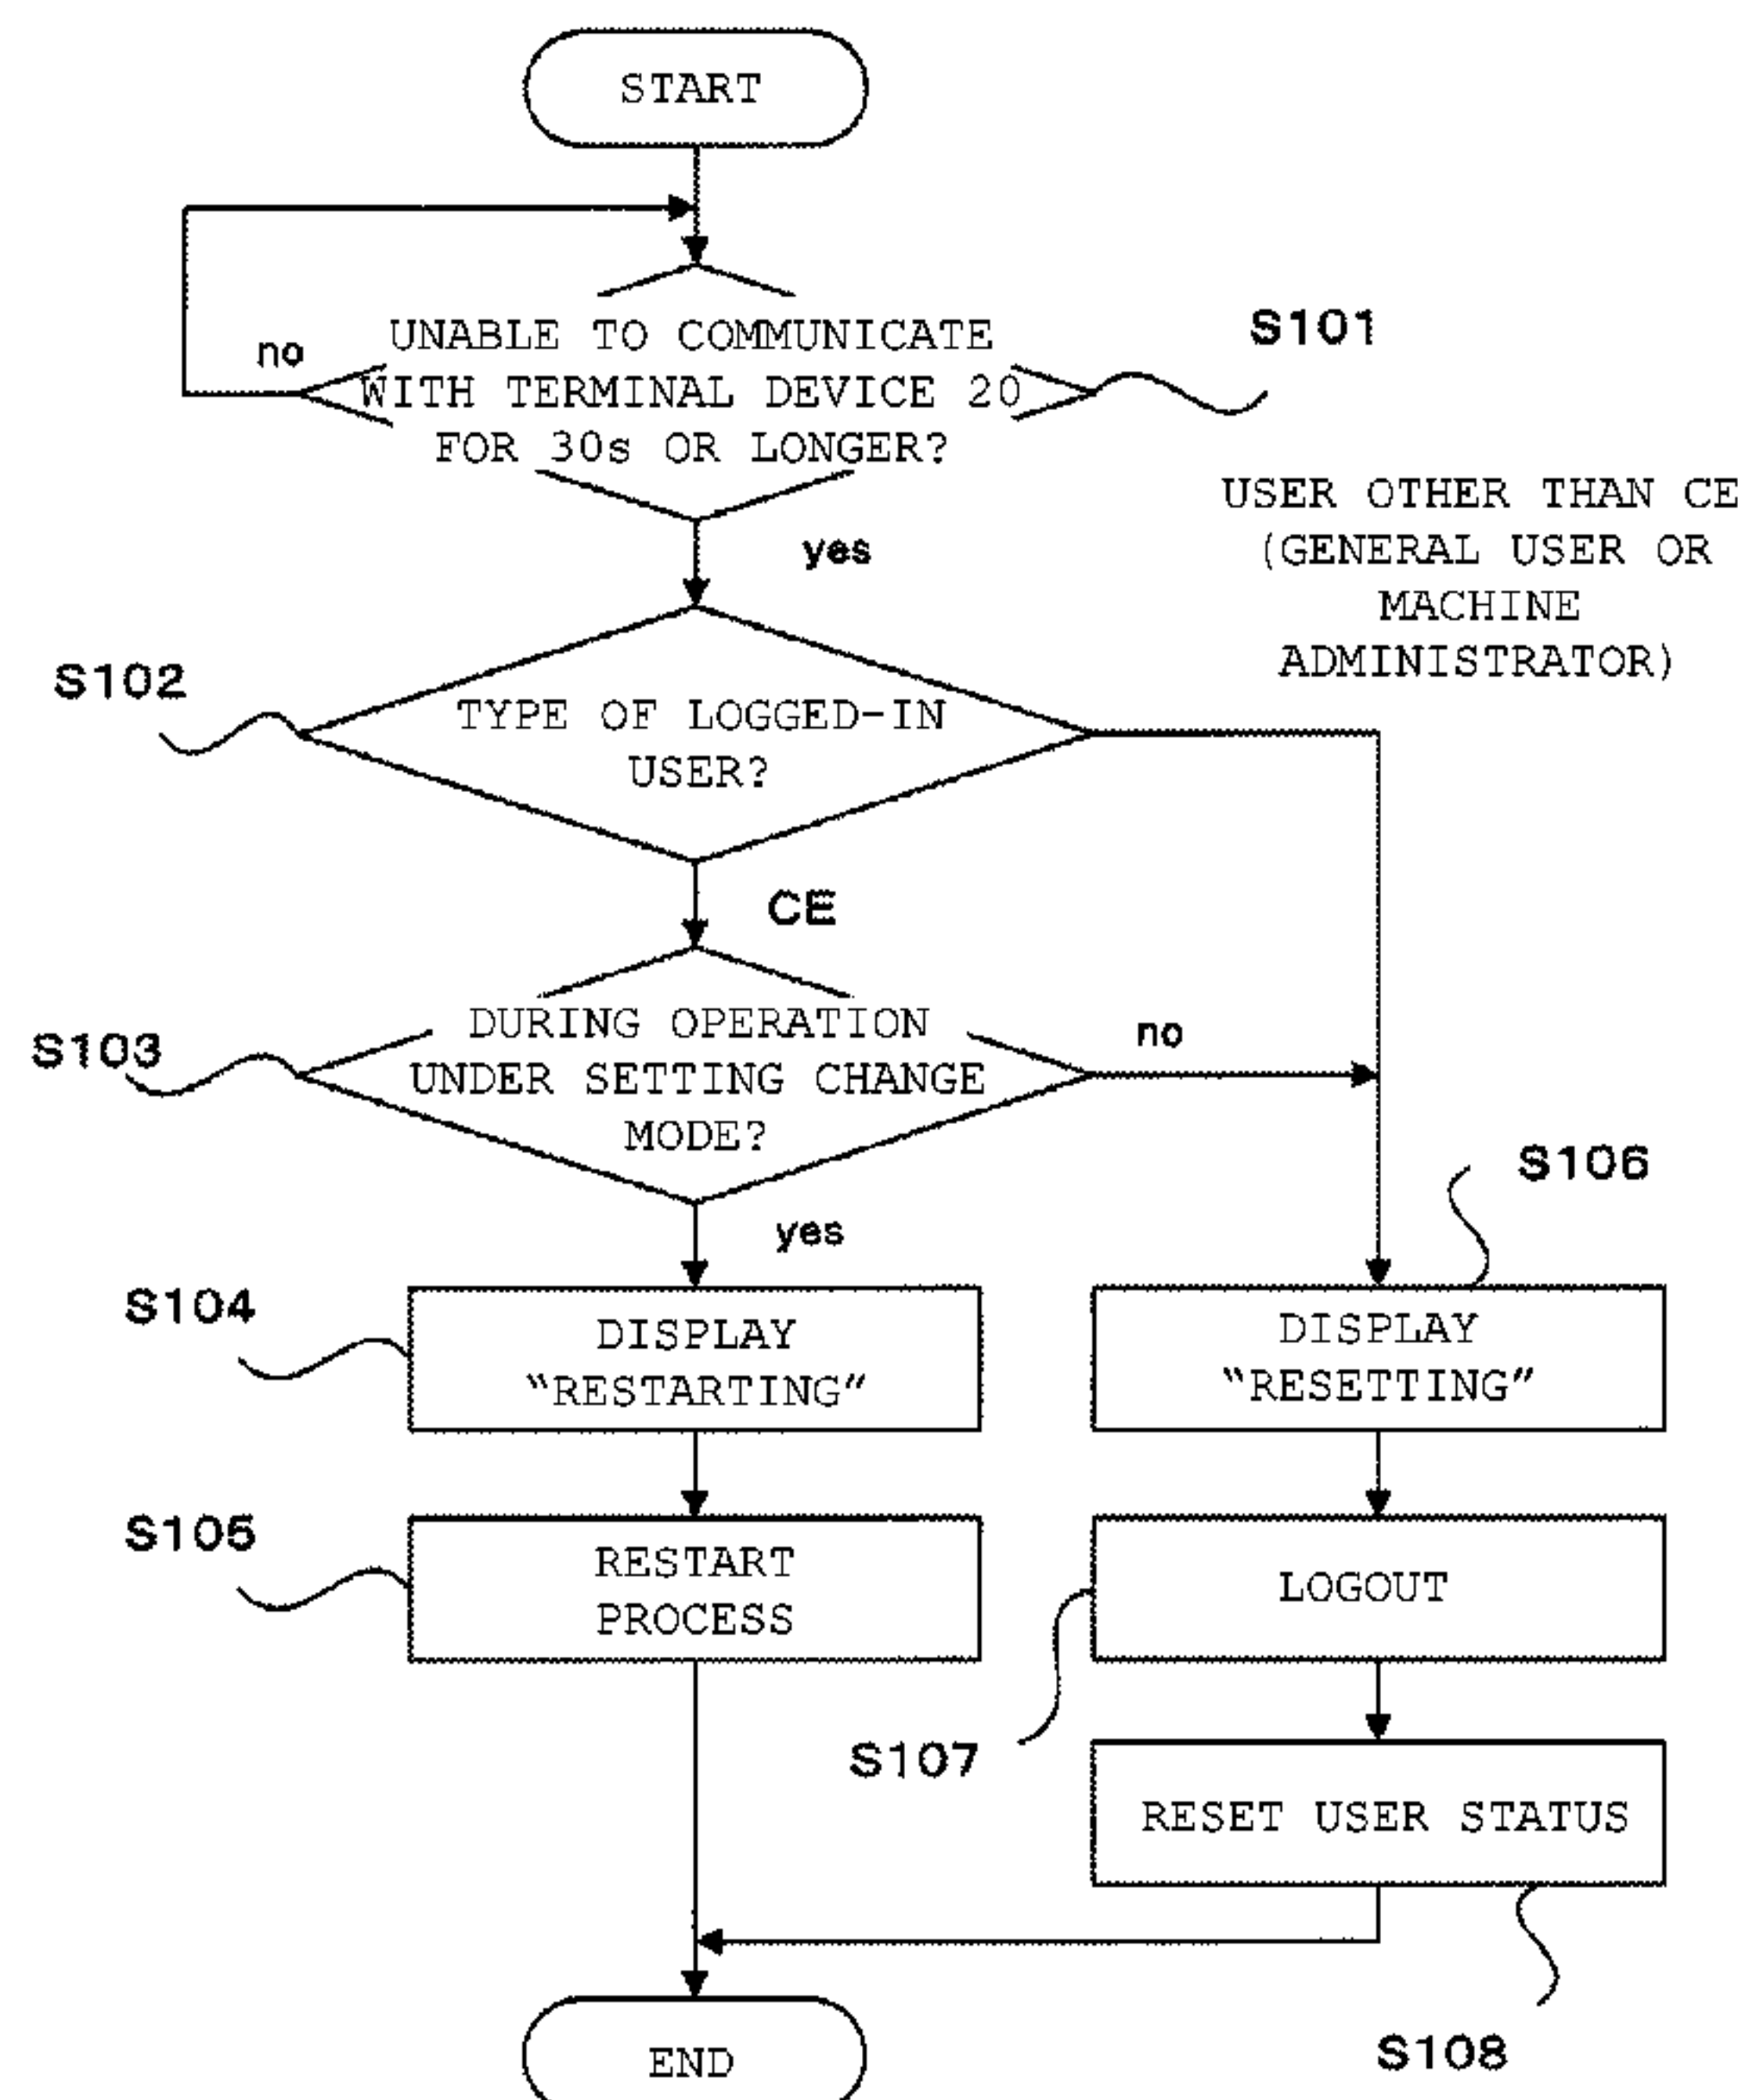 START
no
UNABLE TO COMMUNICATE
WITH TERMINAL DEVICE 20
FOR 30s OR LONGER?
S101
yes
USER OTHER THAN CE
(GENERAL USER OR
MACHINE
ADMINISTRATOR)
S102
TYPE OF LOGGED-IN
USER?
CE
S103
DURING OPERATION
UNDER SETTING CHANGE
MODE?
no
yes
S106
S104
DISPLAY
"RESTARTING"
DISPLAY
"RESETTING"
S105
RESTART
PROCESS
LOGOUT
S107
RESET USER STATUS
S108
END